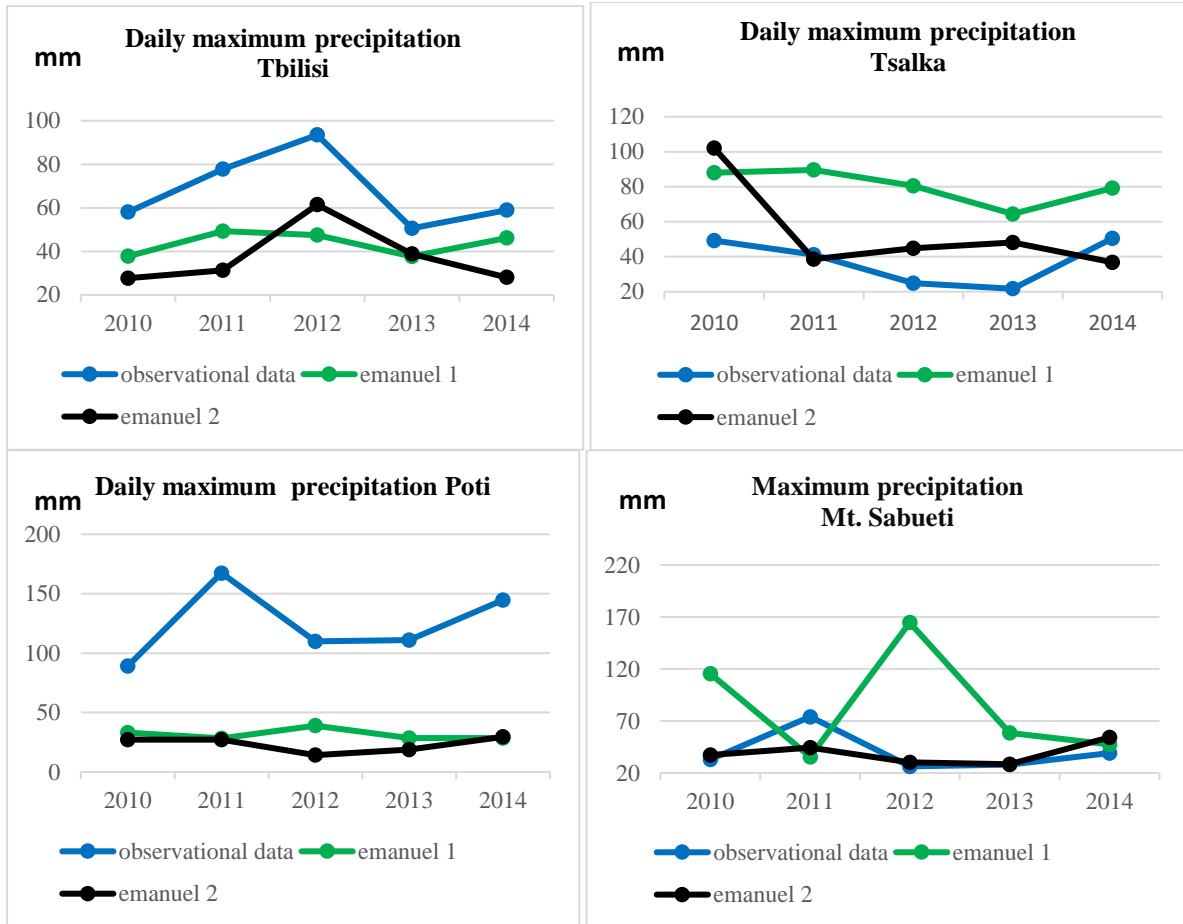 mm
Daily maximum precipitation
Tbilisi
100
80
60
40
20
2010 2011 2012 2013 2014
observational data emanuel 1
emanuel 2
mm
Daily maximum precipitation
Tsalka
120
100
80
60
40
20
2010 2011 2012 2013 2014
observational data emanuel 1
emanuel 2
mm
Daily maximum precipitation Poti
200
150
100
50
0
2010 2011 2012 2013 2014
observational data emanuel 1
emanuel 2
mm
Maximum precipitation
Mt. Sabueti
220
170
120
70
20
2010 2011 2012 2013 2014
observational data emanuel 1
emanuel 2